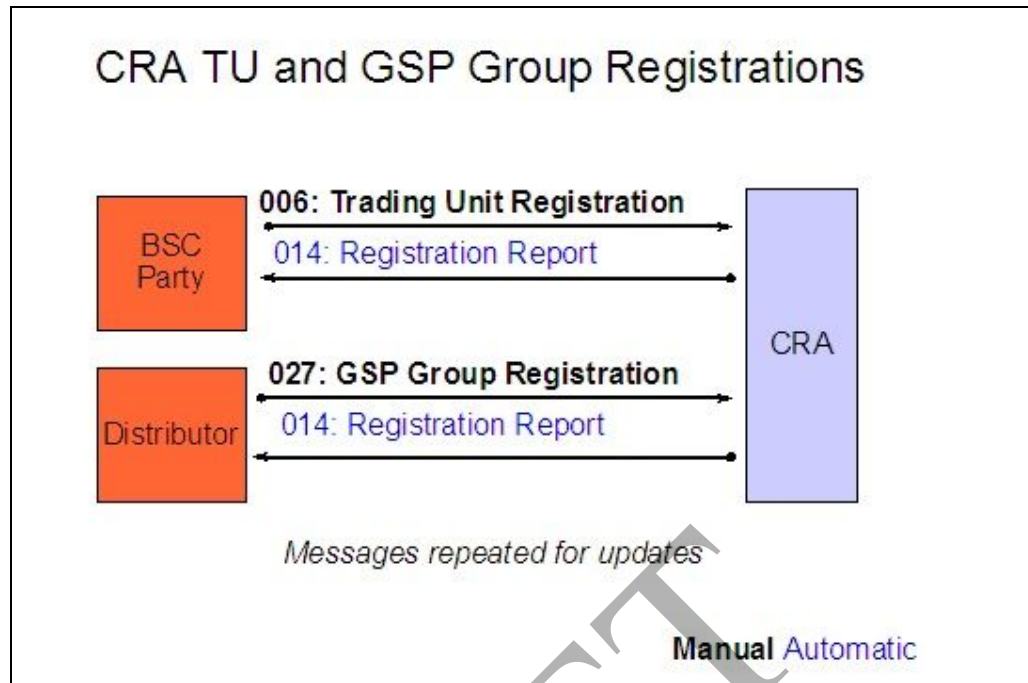 CRA TU and GSP Group Registrations
006: Trading Unit Registration
014: Registration Report
BSC
Party
CRA
027: GSP Group Registration
014: Registration Report
Distributor
Messages repeated for updates
Manual Automatic